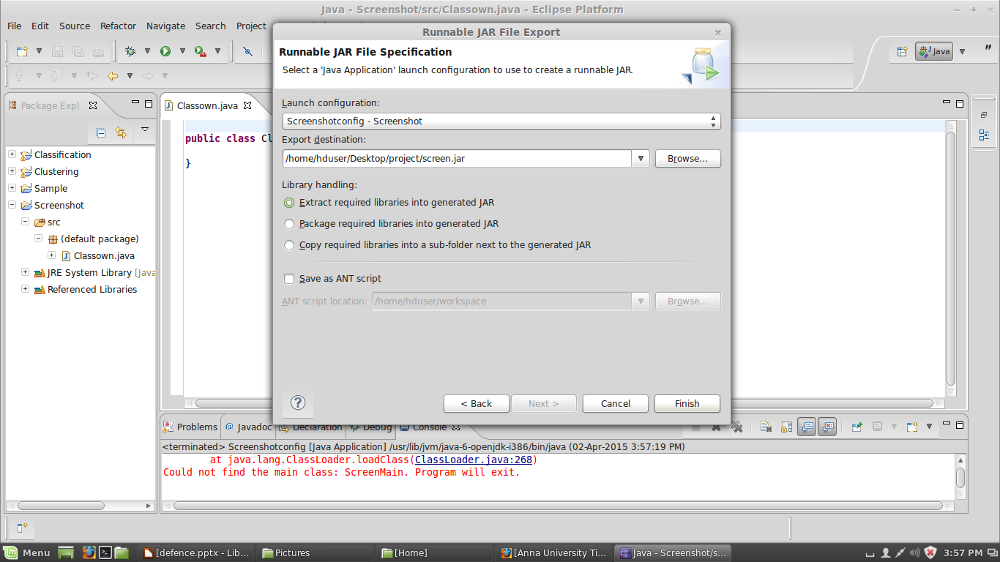 Java - Screenshot/src/Classown.java - Eclipse Platform
File Edit Source Refactor Navigate Search Project
Runnable JAR File Export
Runnable JAR File Specification
Select a 'Java Application' launch configuration to use to create a runnable JAR.
Java
Package Expl
Classown.java
Launch configuration:
Screenshotconfig - Screenshot
Export destination:
/home/hduser/Desktop/project/screen.jar
Browse...
Library handling:
Extract required libraries into generated JAR
Package required libraries into generated JAR
Copy required libraries into a sub-folder next to the generated JAR
Save as ANT script
ANT script location: /home/hduser/workspace
Browse...
? < Back Next > Cancel Finish
public class Cl
}
Classification
Clustering
Sample
Screenshot
src
(default package)
Classown.java
JRE System Library [Java
Referenced Libraries
Problems @ Javadoc Declaration Debug Console
<terminated> Screenshotconfig [Java Application] /usr/lib/jvm/java-6-openjdk-i386/bin/java (02-Apr-2015 3:57:19 PM)
at java.lang.ClassLoader.loadClass(ClassLoader.java:268)
Could not find the main class: ScreenMain. Program will exit.
Menu [defence.pptx - Lib... Pictures [Home] [Anna University Ti... Java - Screenshot/s... 3:57 PM